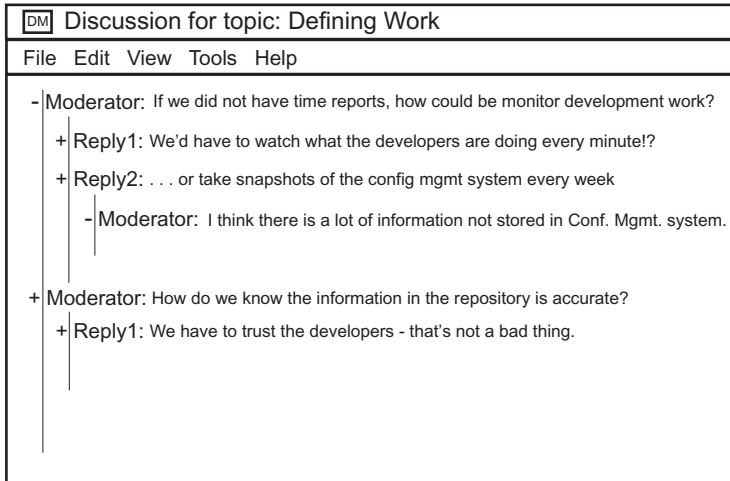 DM Discussion for topic: Defining Work
File Edit View Tools Help
- Moderator: If we did not have time reports, how could be monitor development work?
+ Reply1: We'd have to watch what the developers are doing every minute!?
+ Reply2: . . . or take snapshots of the config mgmt system every week
- Moderator: I think there is a lot of information not stored in Conf. Mgmt. system.
+ Moderator: How do we know the information in the repository is accurate?
+ Reply1: We have to trust the developers - that's not a bad thing.